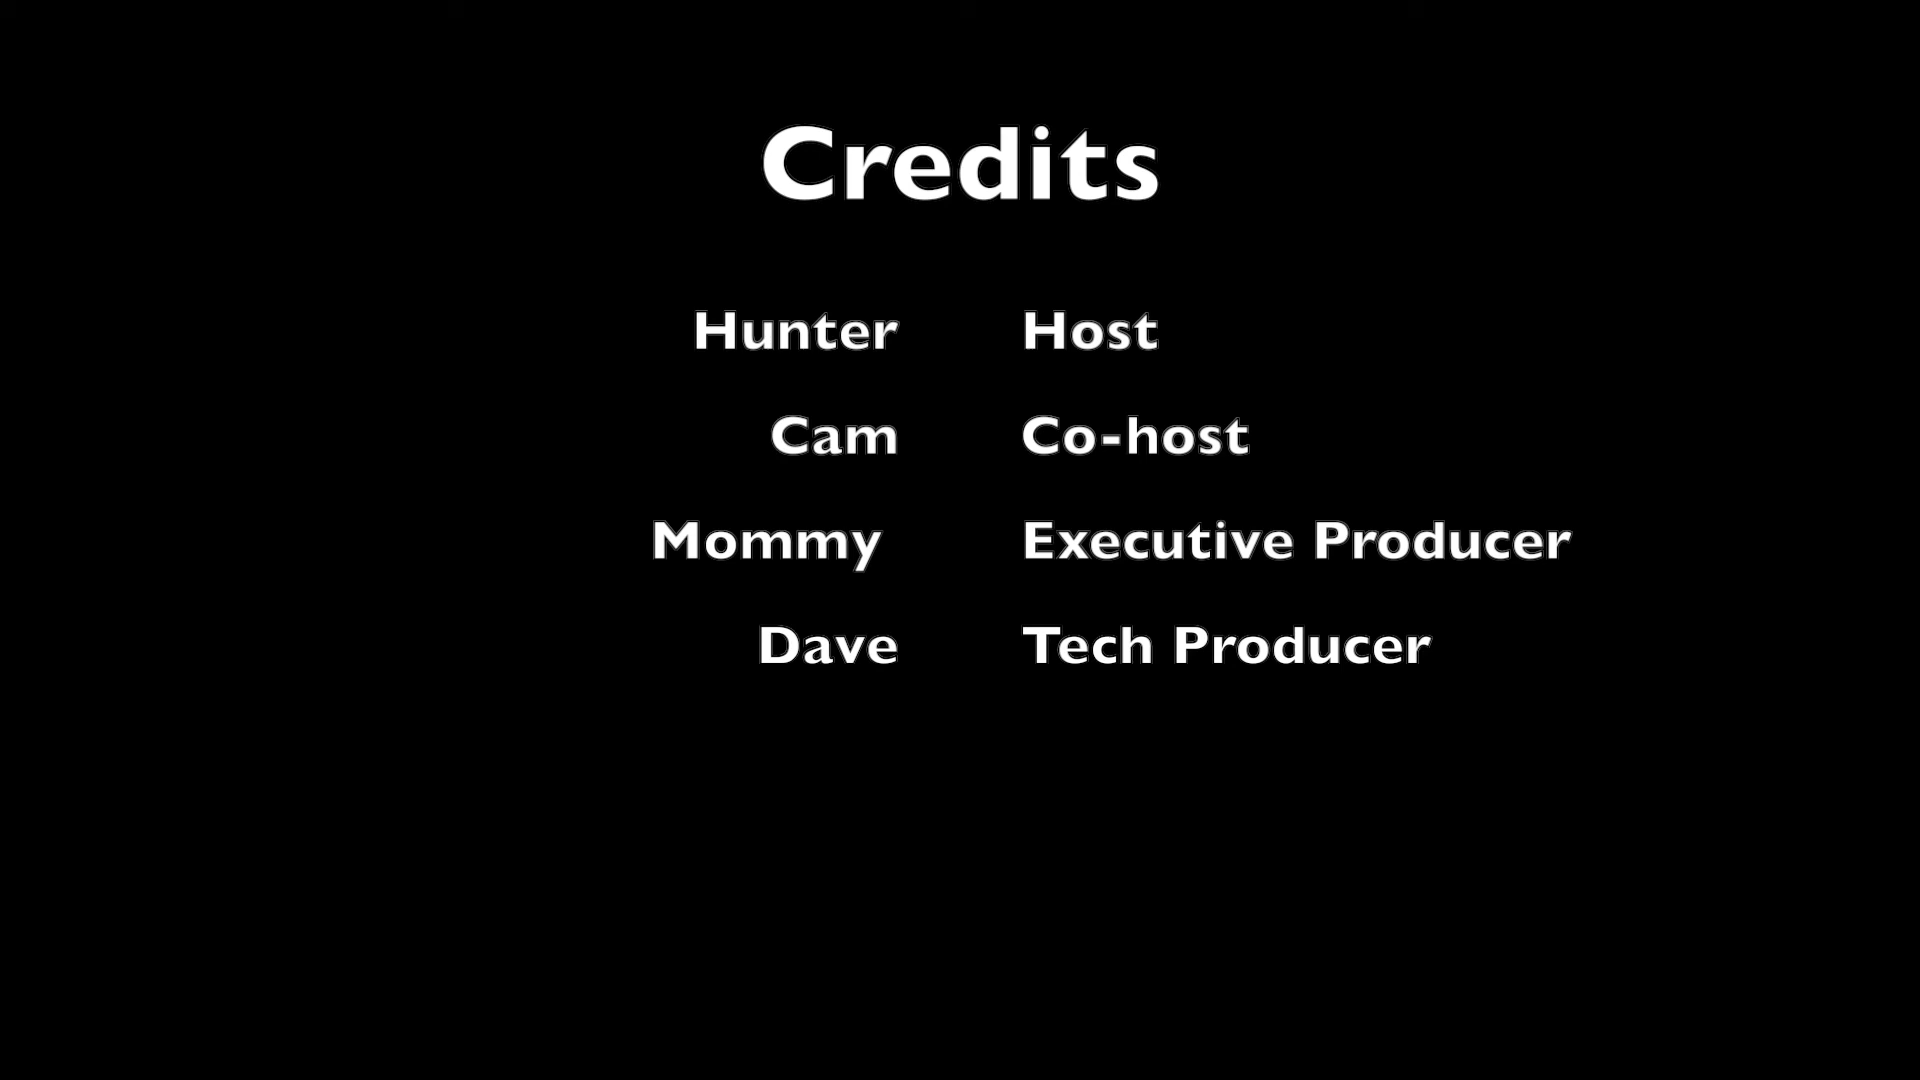 Credits
Hunter Host
Cam Co-host
Mommy Executive Producer
Dave Tech Producer